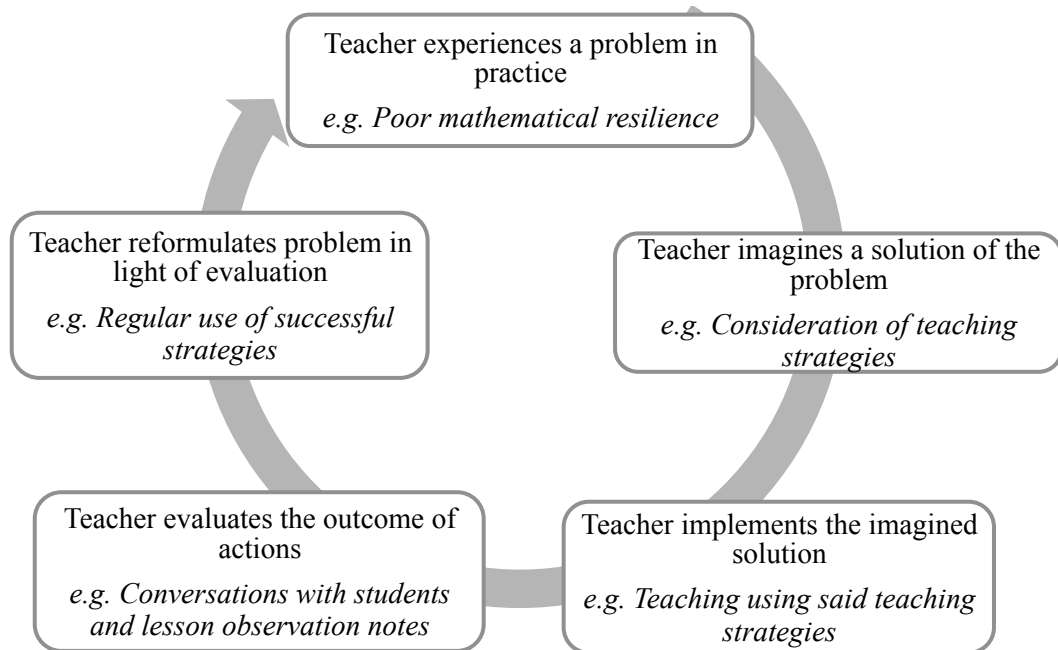 Teacher experiences a problem in
practice
e.g. Poor mathematical resilience
Teacher imagines a solution of the
problem
e.g. Consideration of teaching
strategies
Teacher implements the imagined
solution
e.g. Teaching using said teaching
strategies
Teacher evaluates the outcome of
actions
e.g. Conversations with students
and lesson observation notes
Teacher reformulates problem in
light of evaluation
e.g. Regular use of successful
strategies